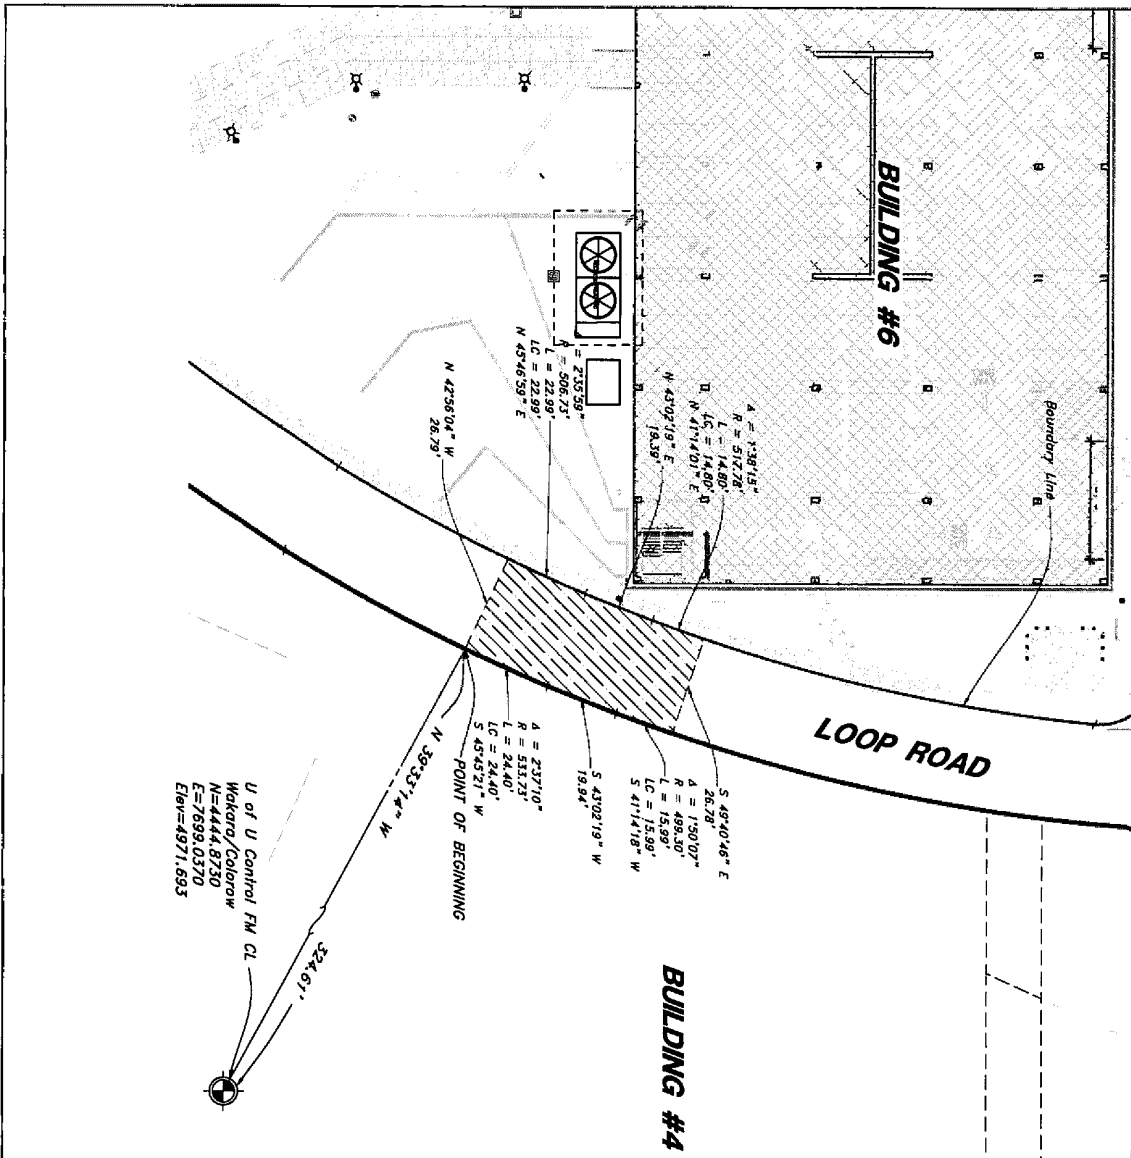 BUILDING #6
Boundary Line
Δ = 1°38'15"
R = 517.78'
L = 14.80'
LC = 14.80'
N 41°14'01" E
N 43°02'19" E
19.39'
= 2°35'59"
R = 506.73'
L = 22.99'
LC = 22.99'
N 45°46'59" E
N 42°56'04" W
26.79'
LOOP ROAD
S 49°40'46" E
26.78'
Δ = 1°50'07"
R = 499.30'
L = 15.99'
LC = 15.99'
S 41°14'18" W
S 43°02'19" W
19.94'
Δ = 2°37'10"
R = 533.73'
L = 24.40'
LC = 24.40'
S 45°45'21" W
POINT OF BEGINNING
N 39°33'14" W
324.61'
U of U Control FM CL
Wakara/Colorow
N=4444.8730
E=7699.0370
Elev=4971.693
BUILDING #4